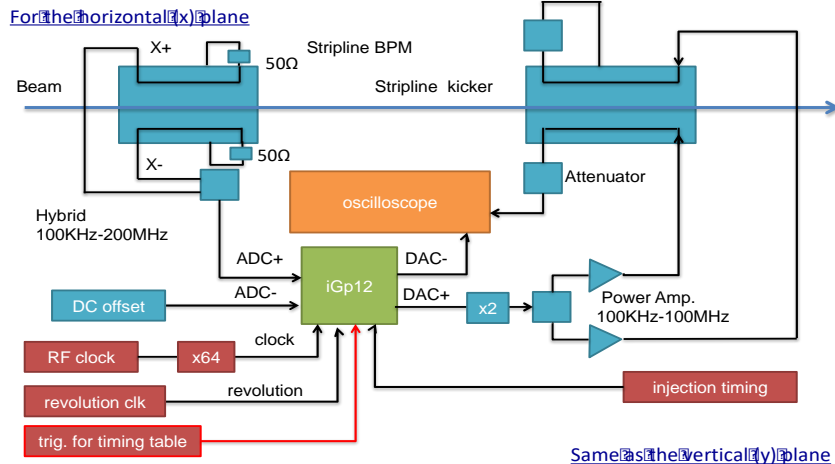 For the horizontal (x) plane
X+
50Ω
Stripline BPM
Beam
Stripline kicker
X-
50Ω
Attenuator
oscilloscope
Hybrid
100KHz-200MHz
ADC+
DAC-
iGp12
ADC-
DAC+
DC offset
x2
Power Amp.
100KHz-100MHz
clock
RF clock
x64
revolution clk
revolution
injection timing
trig. for timing table
Same as the vertical (y) plane